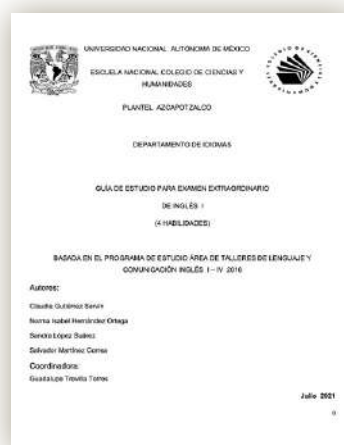 UNIVERSIDAD NACIONAL AUTÓNOMA DE MÉXICO
ESCUELA NACIONAL COLEGIO DE CIENCIAS Y
HUMANIDADES
PLANTEL AZCAPOTZALCO
DEPARTAMENTO DE IDIOMAS
GUÍA DE ESTUDIO PARA EXAMEN EXTRAORDINARIO
DE INGLÉS I
(4 HABILIDADES)
BASADA EN EL PROGRAMA DE ESTUDIO ÁREA DE TALLERES DE LENGUAJE Y
COMUNICACIÓN INGLÉS I – IV 2016
Autores:
Claudia Gutiérrez Servín
Norma Isabel Hernández Ortega
Sandra López Suárez
Salvador Martínez Correa
Coordinadora:
Guadalupe Treviño Torres
Julio 2021
0